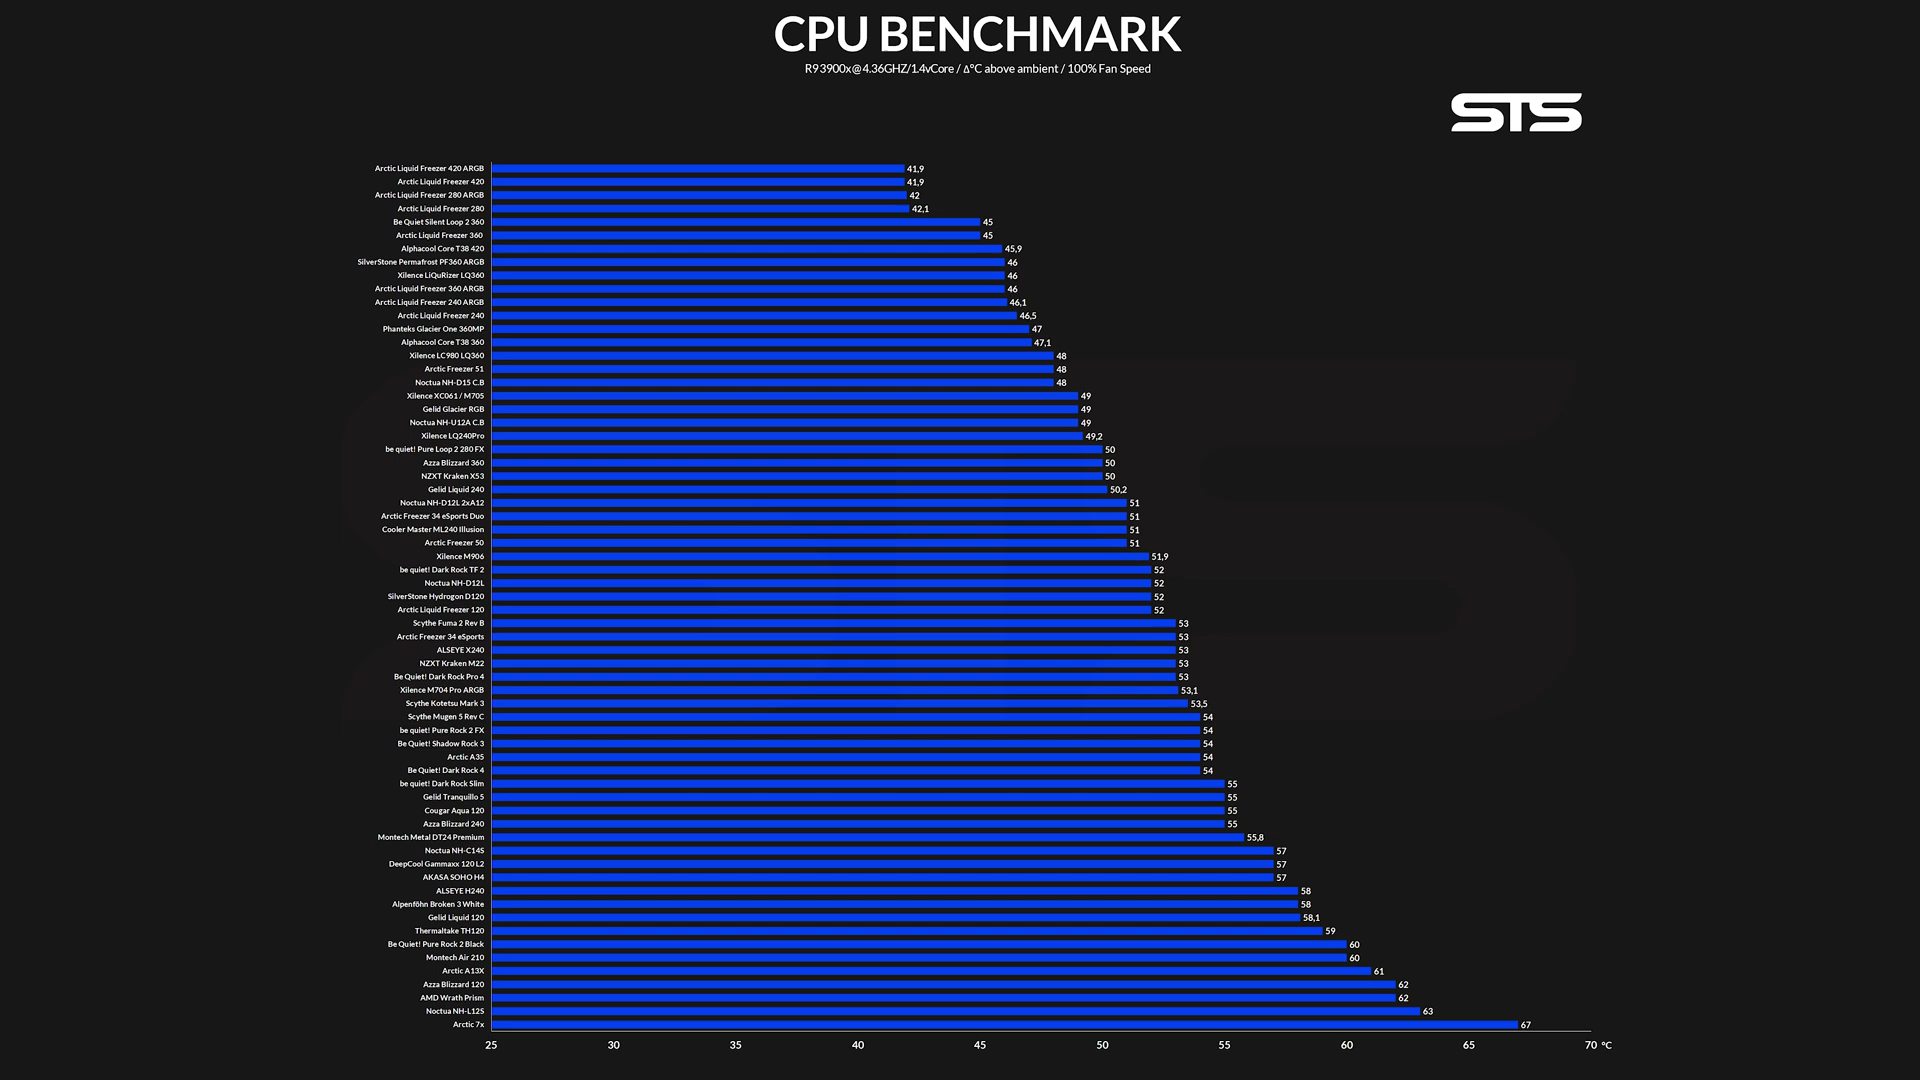 CPU BENCHMARK
R9 3900x@4.36GHZ/1.4vCore / Δ°C above ambient / 100% Fan Speed
STS
Arctic Liquid Freezer 420 ARGB 41,9
Arctic Liquid Freezer 420 41,9
Arctic Liquid Freezer 280 ARGB 42
Arctic Liquid Freezer 280 42,1
Be Quiet Silent Loop 2 360 45
Arctic Liquid Freezer 360 45
Alphacool Core T38 420 45,9
SilverStone Permafrost PF360 ARGB 46
Xilence LiQuRizer LQ360 46
Arctic Liquid Freezer 360 ARGB 46
Arctic Liquid Freezer 240 ARGB 46,1
Arctic Liquid Freezer 240 46,5
Phanteks Glacier One 360MP 47
Alphacool Core T38 360 47,1
Xilence LC980 LQ360 48
Arctic Freezer 51 48
Noctua NH-D15 C.B 48
Xilence XC061 / M705 49
Gelid Glacier RGB 49
Noctua NH-U12A C.B 49
Xilence LQ240Pro 49,2
be quiet! Pure Loop 2 280 FX 50
Azza Blizzard 360 50
NZXT Kraken X53 50
Gelid Liquid 240 50,2
Noctua NH-D12L 2xA12 51
Arctic Freezer 34 eSports Duo 51
Cooler Master ML240 Illusion 51
Arctic Freezer 50 51
Xilence M906 51,9
be quiet! Dark Rock TF 2 52
Noctua NH-D12L 52
SilverStone Hydrogon D120 52
Arctic Liquid Freezer 120 52
Scythe Fuma 2 Rev B 53
Arctic Freezer 34 eSports 53
ALSEYE X240 53
NZXT Kraken M22 53
Be Quiet! Dark Rock Pro 4 53
Xilence M704 Pro ARGB 53,1
Scythe Kotetsu Mark 3 53,5
Scythe Mugen 5 Rev C 54
be quiet! Pure Rock 2 FX 54
Be Quiet! Shadow Rock 3 54
Arctic A35 54
Be Quiet! Dark Rock 4 54
be quiet! Dark Rock Slim 55
Gelid Tranquillo 5 55
Cougar Aqua 120 55
Azza Blizzard 240 55
Montech Metal DT24 Premium 55,8
Noctua NH-C14S 57
DeepCool Gammaxx 120 L2 57
AKASA SOHO H4 57
ALSEYE H240 58
Alpenföhn Broken 3 White 58
Gelid Liquid 120 58,1
Thermaltake TH120 59
Be Quiet! Pure Rock 2 Black 60
Montech Air 210 60
Arctic A13X 61
Azza Blizzard 120 62
AMD Wrath Prism 62
Noctua NH-L12S 63
Arctic 7x 67
25 30 35 40 45 50 55 60 65 70 °C